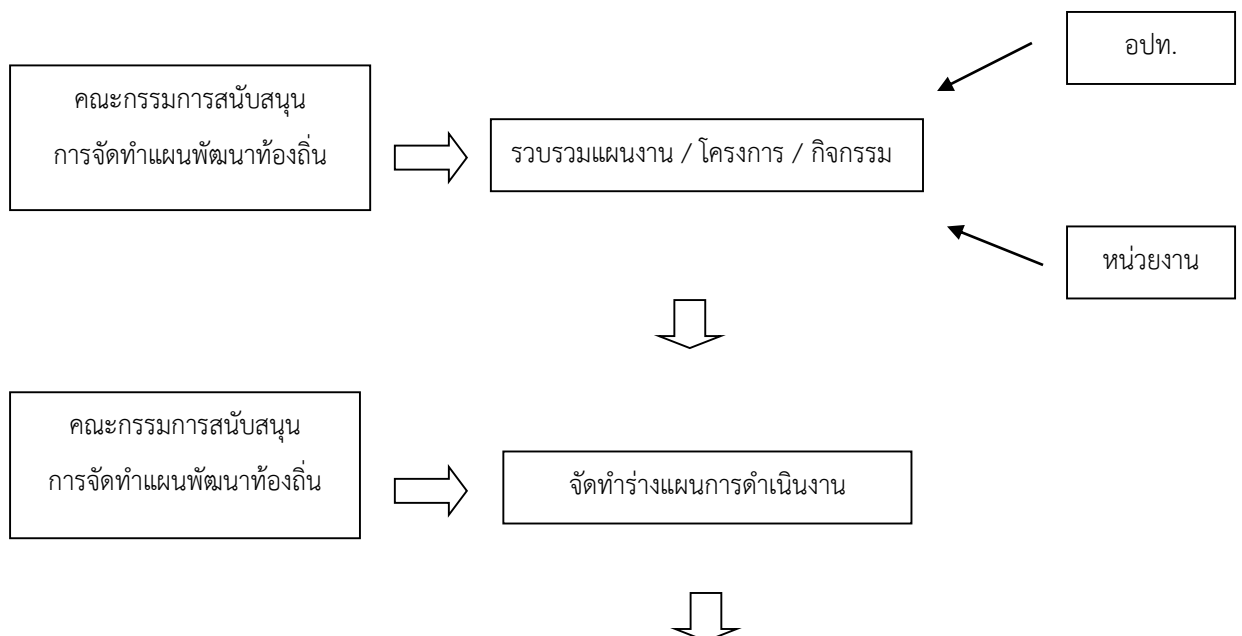 อปท.
คณะกรรมการสนับสนุน
การจัดทำแผนพัฒนาท้องถิ่น
รวบรวมแผนงาน / โครงการ / กิจกรรม
หน่วยงาน
คณะกรรมการสนับสนุน
การจัดทำแผนพัฒนาท้องถิ่น
จัดทำร่างแผนการดำเนินงาน